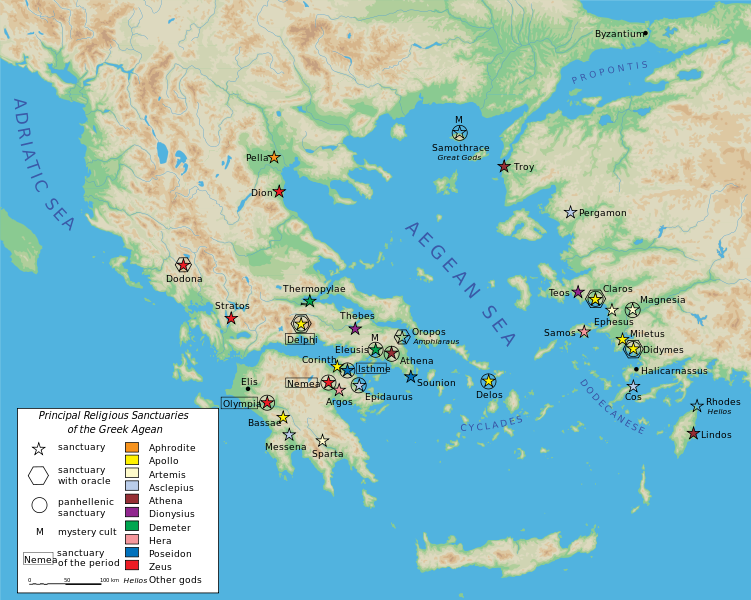 Byzantium
PROPONTIS
ADRIATIC SEA
M
Samothrace
Great Gods
Pella
Troy
Dion
Pergamon
AEGEAN SEA
Dodona
Thermopylae
Teos
Claros
Magnesia
Stratos
Thebes
Ephesus
Delphi
M
Oropos
Amphiaraus
Samos
Miletus
Eleusis
Didymes
Corinth
Isthme
Athena
Halicarnassus
Elis
Nemea
Sounion
DODECANESE
Argos
Epidaurus
Delos
Cos
Olympia
Rhodes
Helios
Bassae
CYCLADES
Lindos
Messena
Sparta
Principal Religious Sanctuaries
of the Greek Agean
sanctuary
sanctuary
with oracle
panhellenic
sanctuary
M mystery cult
Nemea sanctuary
of the period
0 50 100 km
Aphrodite
Apollo
Artemis
Asclepius
Athena
Dionysius
Demeter
Hera
Poseidon
Zeus
Helios Other gods